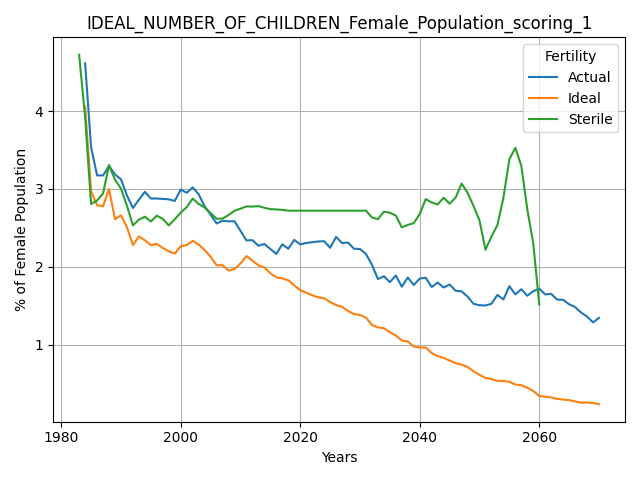 IDEAL_NUMBER_OF_CHILDREN_Female_Population_scoring_1
Fertility
Actual
Ideal
Sterile
% of Female Population
4
3
2
1
1980 2000 2020 2040 2060
Years